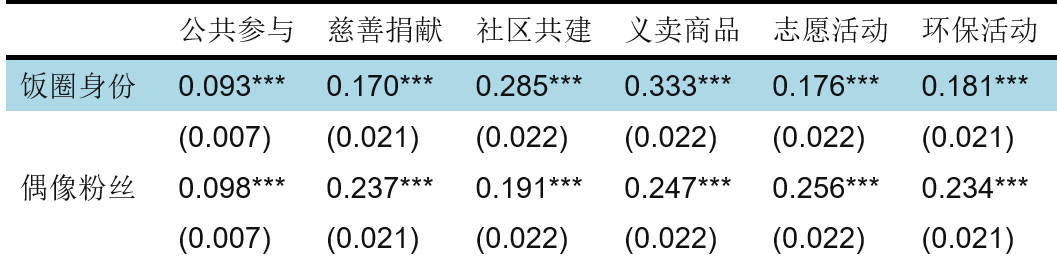 公共参与 慈善捐献 社区共建 义卖商品 志愿活动 环保活动
饭圈身份 0.093*** 0.170*** 0.285*** 0.333*** 0.176*** 0.181***
(0.007) (0.021) (0.022) (0.022) (0.022) (0.021)
偶像粉丝 0.098*** 0.237*** 0.191*** 0.247*** 0.256*** 0.234***
(0.007) (0.021) (0.022) (0.022) (0.022) (0.021)